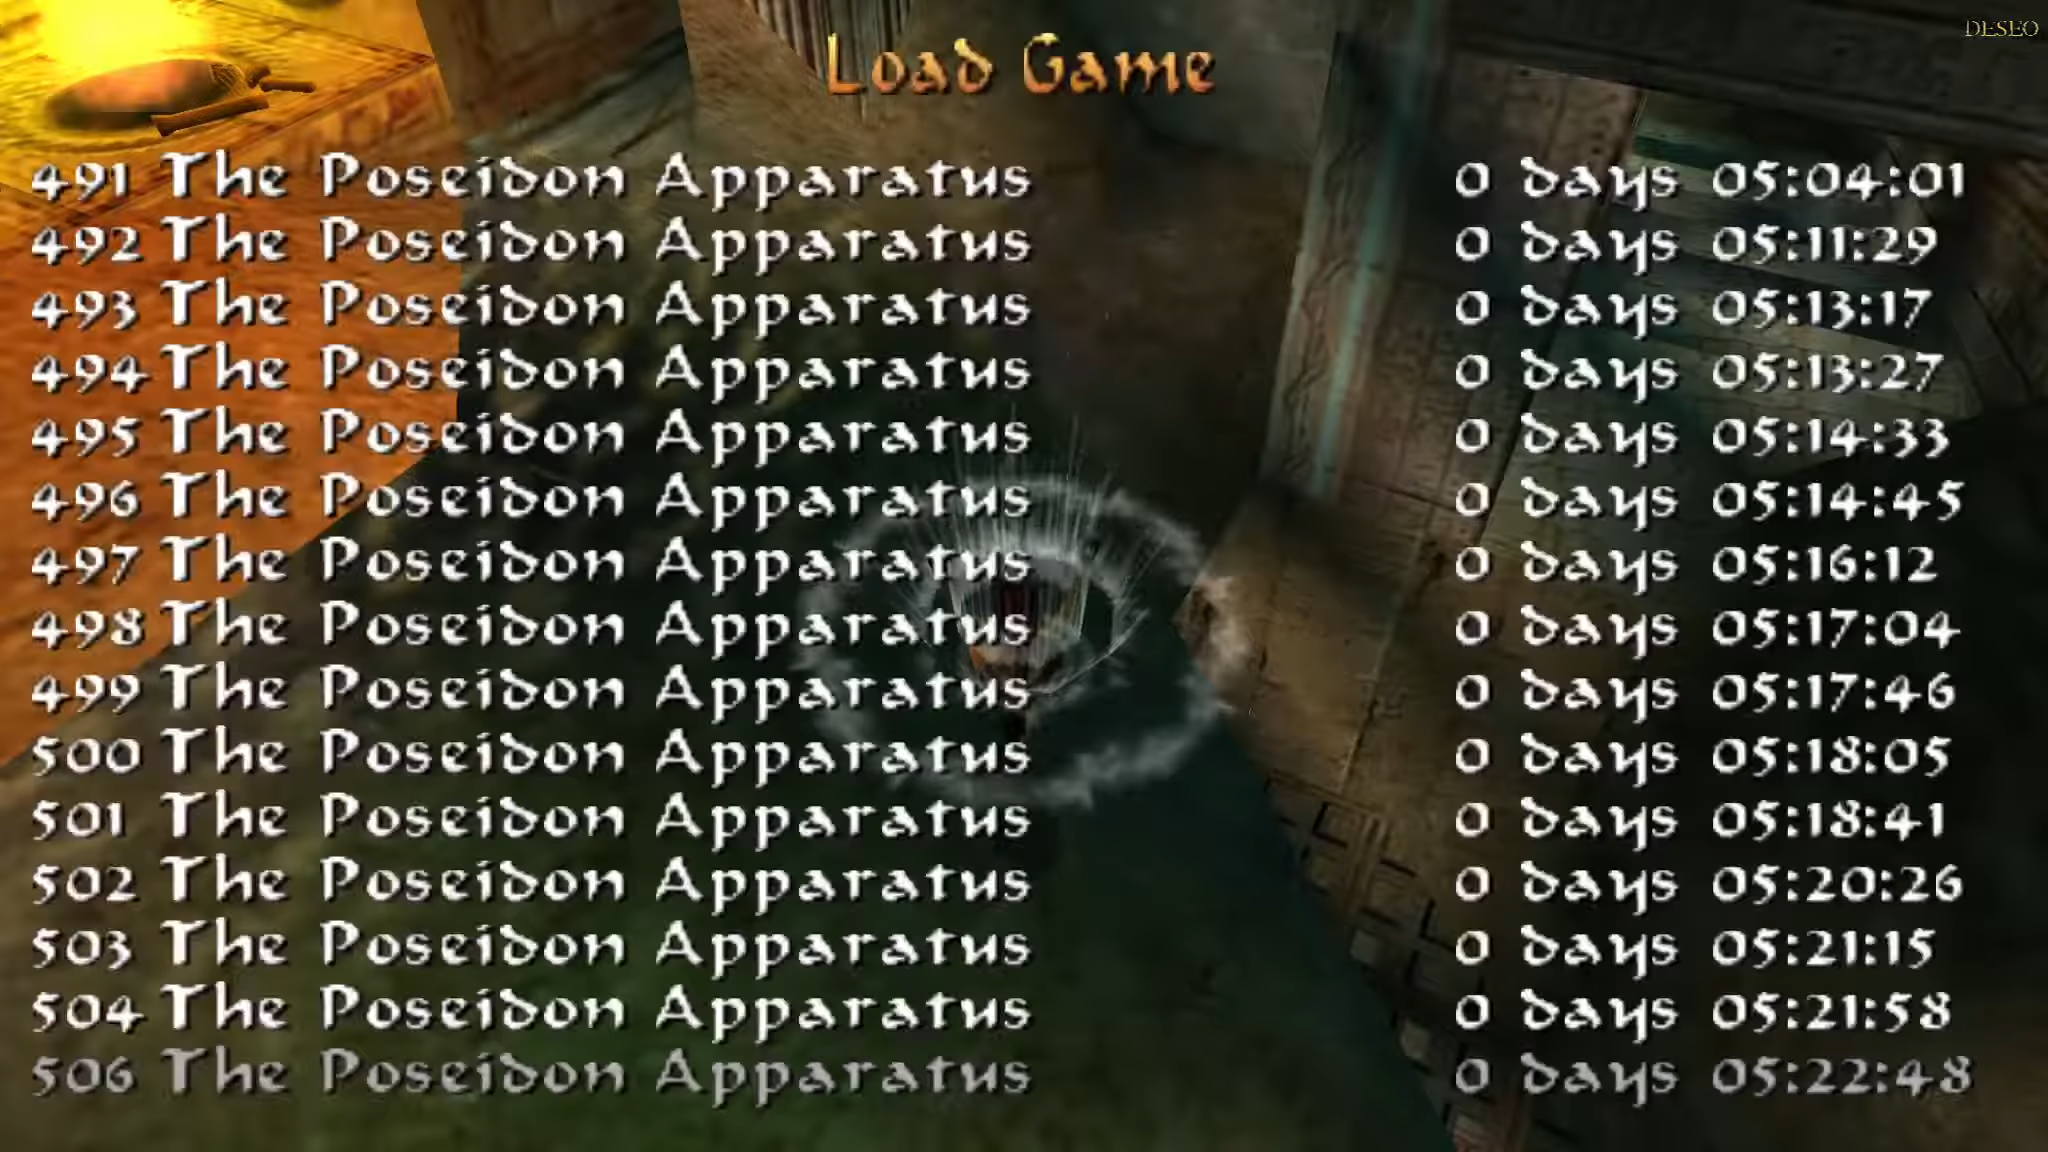 DESEO
Load Game
491 The Poseidon Apparatus 0 days 05:04:01
492 The Poseidon Apparatus 0 days 05:11:29
493 The Poseidon Apparatus 0 days 05:13:17
494 The Poseidon Apparatus 0 days 05:13:27
495 The Poseidon Apparatus 0 days 05:14:33
496 The Poseidon Apparatus 0 days 05:14:45
497 The Poseidon Apparatus 0 days 05:16:12
498 The Poseidon Apparatus 0 days 05:17:04
499 The Poseidon Apparatus 0 days 05:17:46
500 The Poseidon Apparatus 0 days 05:18:05
501 The Poseidon Apparatus 0 days 05:18:41
502 The Poseidon Apparatus 0 days 05:20:26
503 The Poseidon Apparatus 0 days 05:21:15
504 The Poseidon Apparatus 0 days 05:21:58
506 The Poseidon Apparatus 0 days 05:22:48